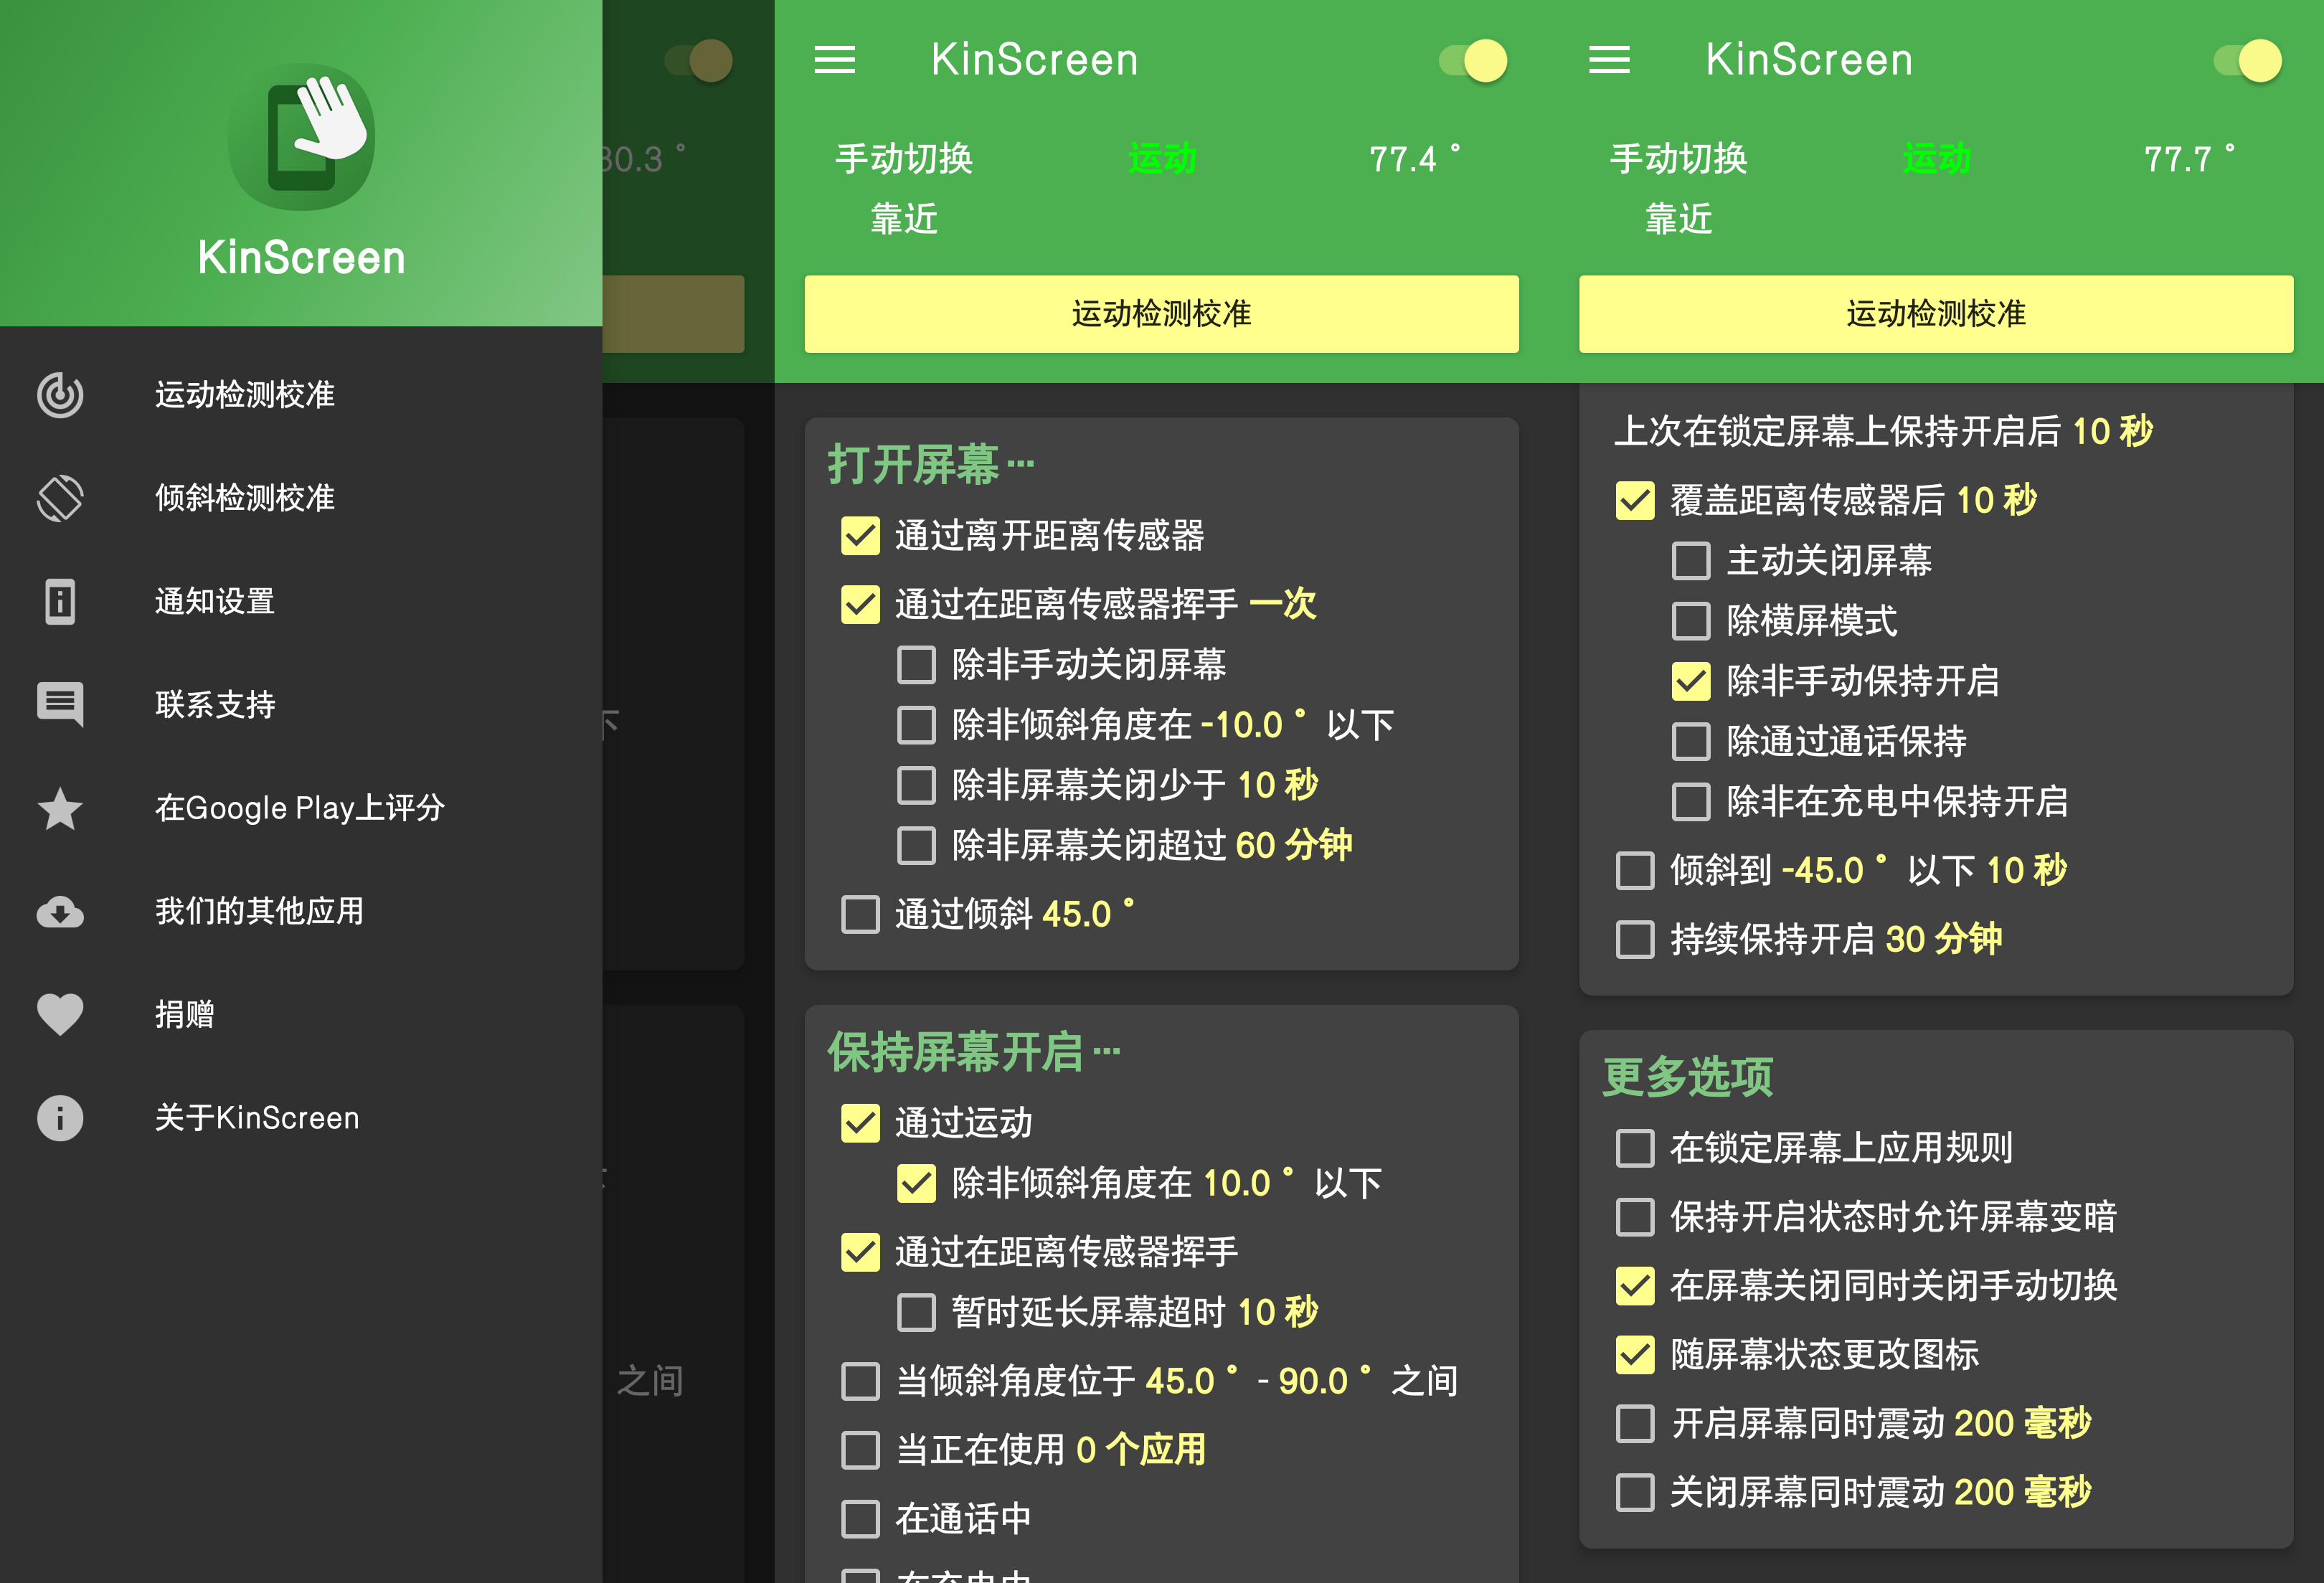 KinScreen
运动检测校准
倾斜检测校准
通知设置
联系支持
在Google Play上评分
我们的其他应用
捐赠
关于KinScreen
30.3 °
下
之间
KinScreen
手动切换 运动 77.4 °
靠近
运动检测校准
打开屏幕…
通过离开距离传感器
通过在距离传感器挥手 一次
除非手动关闭屏幕
除非倾斜角度在 -10.0 ° 以下
除非屏幕关闭少于 10 秒
除非屏幕关闭超过 60 分钟
通过倾斜 45.0 °
保持屏幕开启…
通过运动
除非倾斜角度在 10.0 ° 以下
通过在距离传感器挥手
暂时延长屏幕超时 10 秒
当倾斜角度位于 45.0 ° - 90.0 ° 之间
当正在使用 0 个应用
在通话中
在充电中
KinScreen
手动切换 运动 77.7 °
靠近
运动检测校准
上次在锁定屏幕上保持开启后 10 秒
覆盖距离传感器后 10 秒
主动关闭屏幕
除横屏模式
除非手动保持开启
除通过通话保持
除非在充电中保持开启
倾斜到 -45.0 ° 以下 10 秒
持续保持开启 30 分钟
更多选项
在锁定屏幕上应用规则
保持开启状态时允许屏幕变暗
在屏幕关闭同时关闭手动切换
随屏幕状态更改图标
开启屏幕同时震动 200 毫秒
关闭屏幕同时震动 200 毫秒